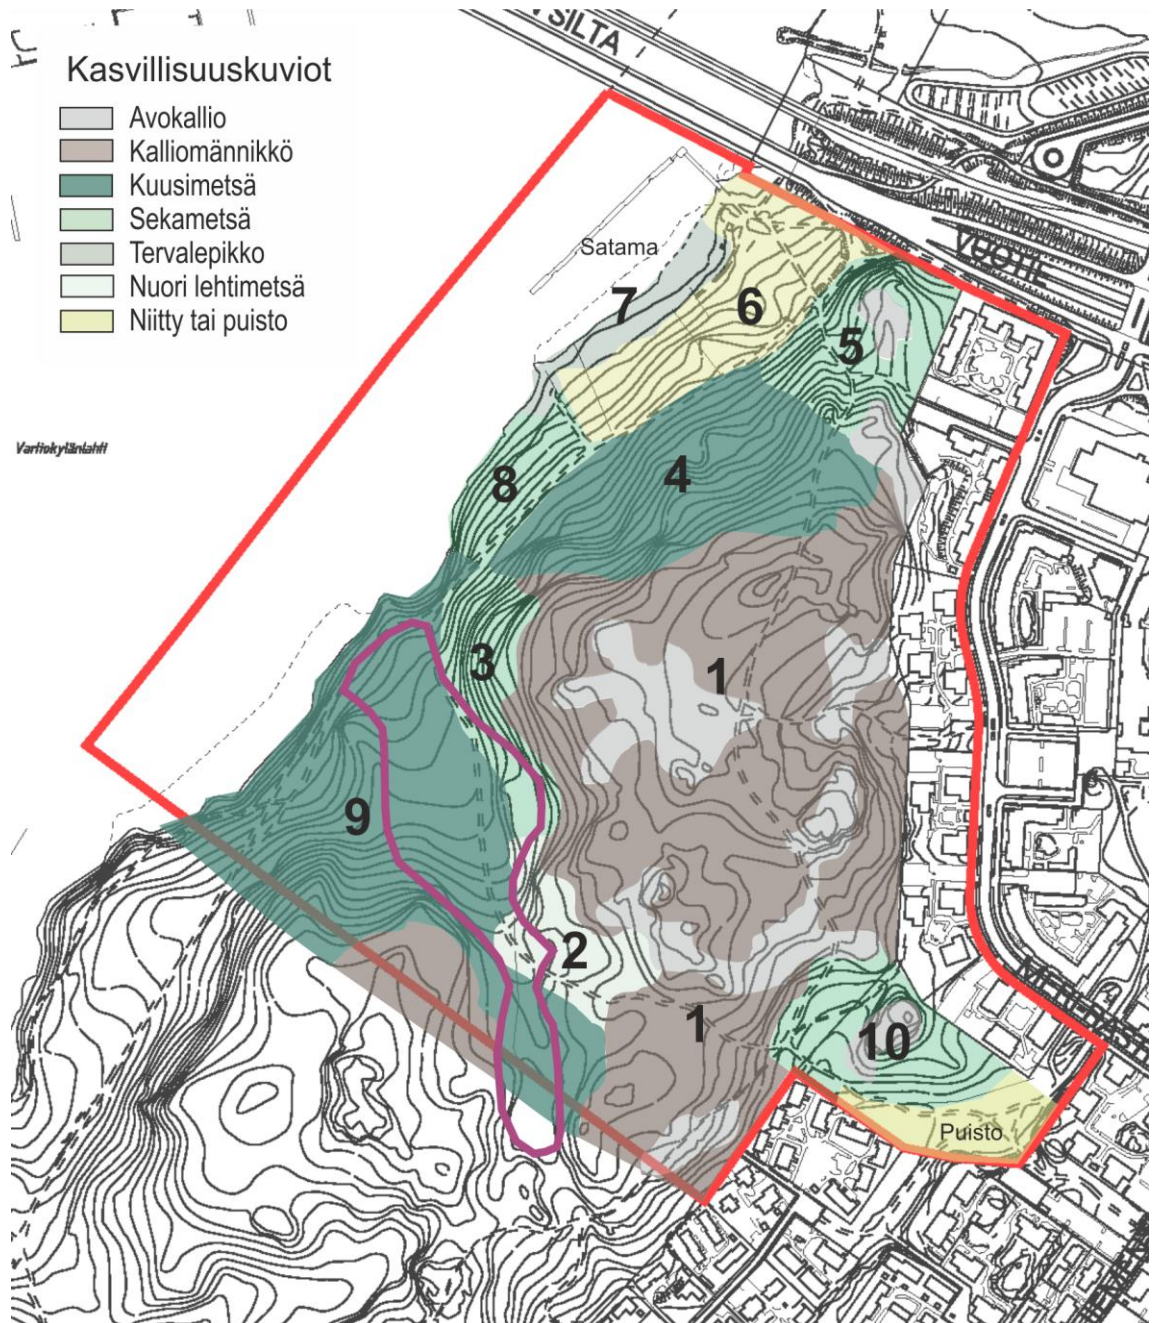 SILTA
Kasvillisuuskuviot
Avokallio
Kalliomännikkö
Kuusimetsä
Sekametsä
Tervalepikko
Nuori lehtimetsä
Niitty tai puisto
VUOTIL
Satama
7
6
5
Vartiokylänlahti
8
4
3
1
9
2
1
10
Puisto